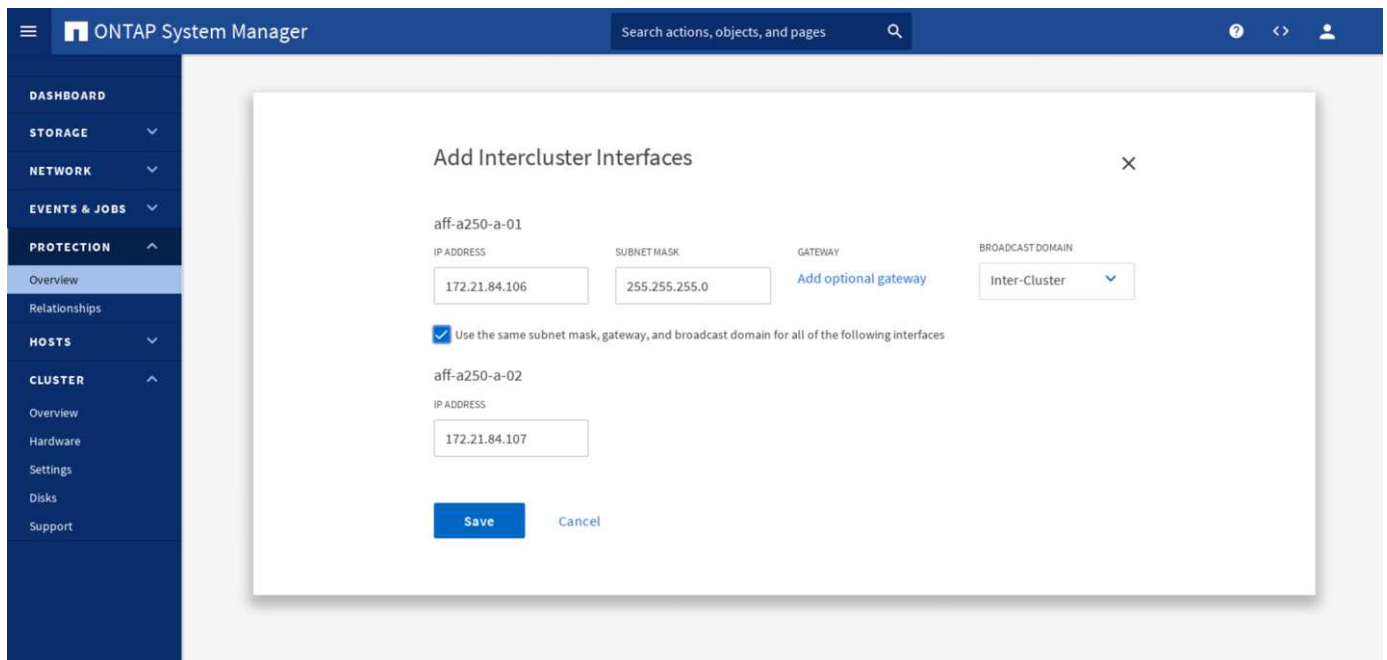 ONTAP System Manager
Search actions, objects, and pages
DASHBOARD
STORAGE
NETWORK
EVENTS & JOBS
PROTECTION
Overview
Relationships
HOSTS
CLUSTER
Overview
Hardware
Settings
Disks
Support
Add Intercluster Interfaces
aff-a250-a-01
IP ADDRESS
SUBNET MASK
GATEWAY
BROADCAST DOMAIN
172.21.84.106
255.255.255.0
Add optional gateway
Inter-Cluster
Use the same subnet mask, gateway, and broadcast domain for all of the following interfaces
aff-a250-a-02
IP ADDRESS
172.21.84.107
Save
Cancel